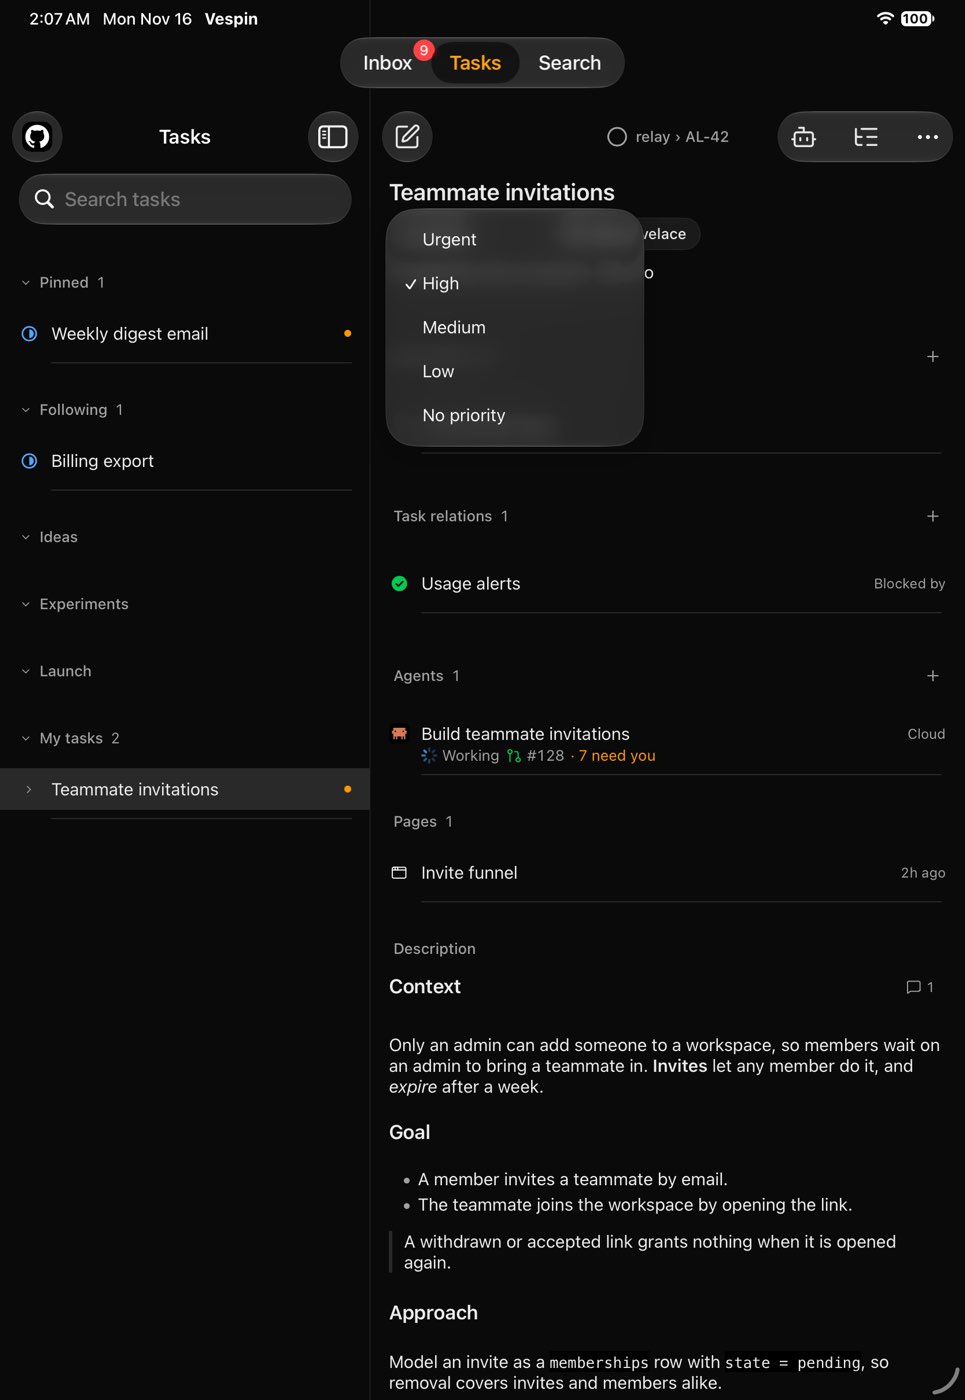 2:07 AM Mon Nov 16 Vespin
100
Inbox 9 Tasks Search
Tasks
relay › AL-42
Search tasks
Pinned 1
Weekly digest email
Following 1
Billing export
Ideas
Experiments
Launch
My tasks 2
Teammate invitations
Teammate invitations
Urgent
✓ High
Medium
Low
No priority
Task relations 1
Usage alerts Blocked by
Agents 1
Build teammate invitations Cloud
Working #128 · 7 need you
Pages 1
Invite funnel 2h ago
Description
Context 1
Only an admin can add someone to a workspace, so members wait on
an admin to bring a teammate in. Invites let any member do it, and
expire after a week.
Goal
• A member invites a teammate by email.
• The teammate joins the workspace by opening the link.
A withdrawn or accepted link grants nothing when it is opened
again.
Approach
Model an invite as a memberships row with state = pending, so
removal covers invites and members alike.